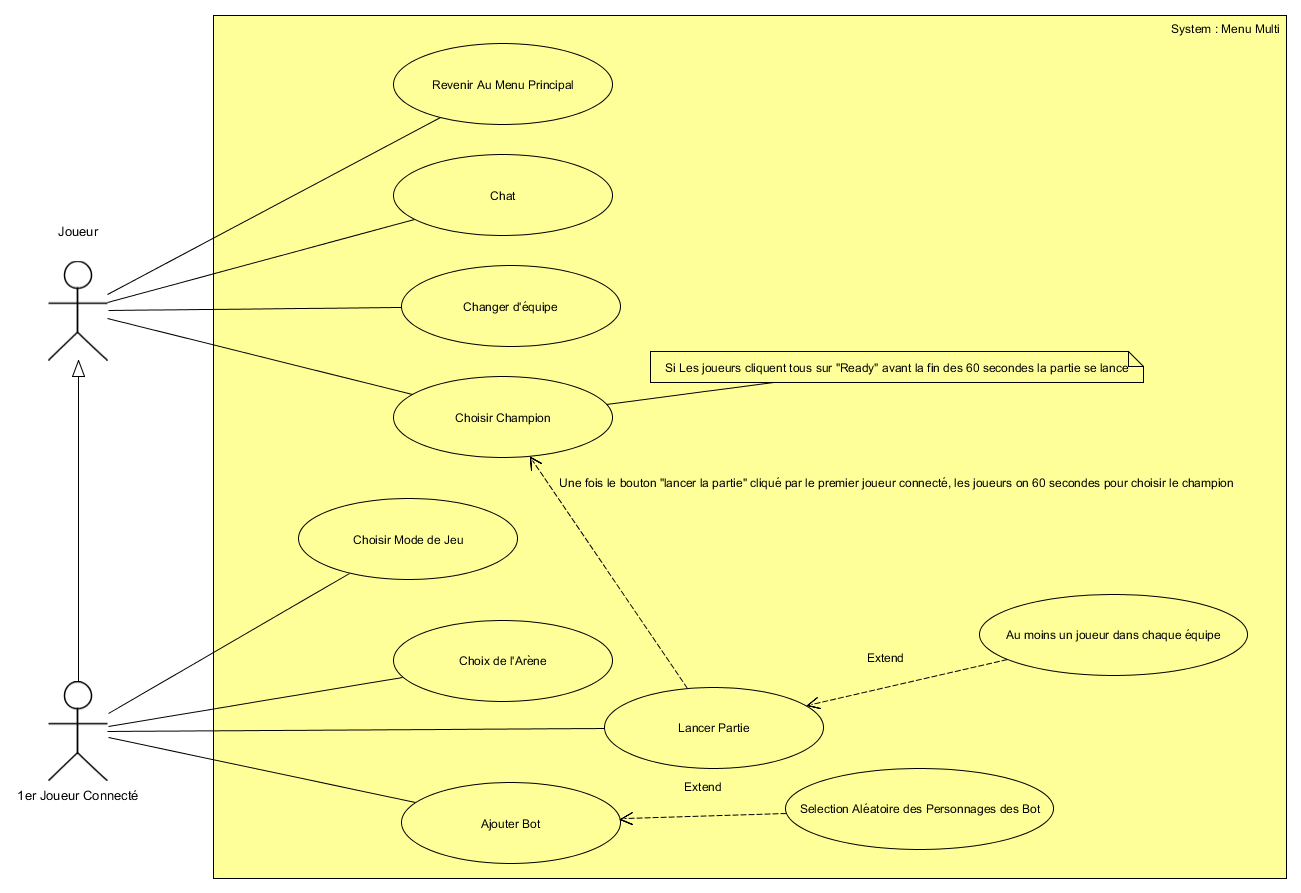 System : Menu Multi
Revenir Au Menu Principal
Chat
Joueur
Changer d'équipe
Si Les joueurs cliquent tous sur "Ready" avant la fin des 60 secondes la partie se lance
Choisir Champion
Une fois le bouton "lancer la partie" cliqué par le premier joueur connecté, les joueurs on 60 secondes pour choisir le champion
Choisir Mode de Jeu
Au moins un joueur dans chaque équipe
Extend
Choix de l'Arène
Lancer Partie
Extend
1er Joueur Connecté
Selection Aléatoire des Personnages des Bot
Ajouter Bot